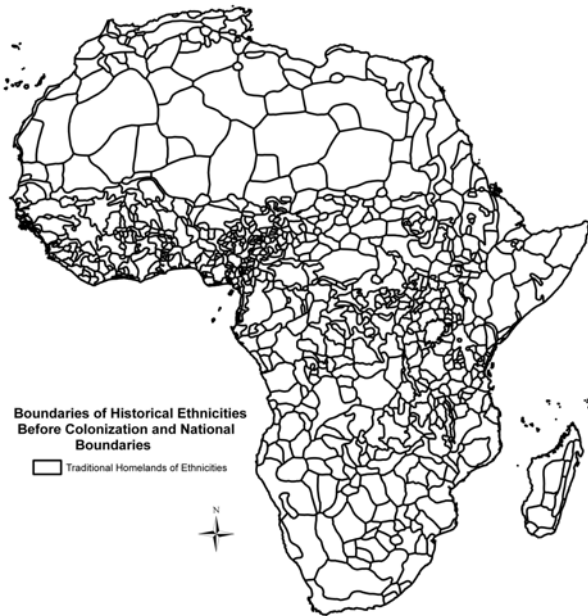 Boundaries of Historical Ethnicities
Before Colonization and National
Boundaries
Traditional Homelands of Ethnicities
N